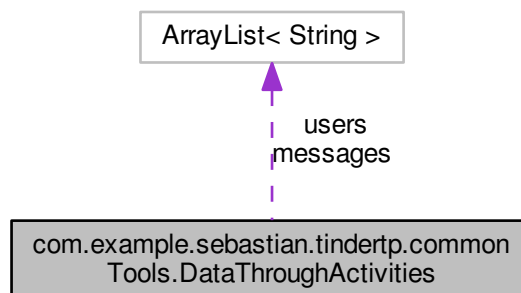 ArrayList< String >
users
messages
com.example.sebastian.tindertp.common
Tools.DataThroughActivities